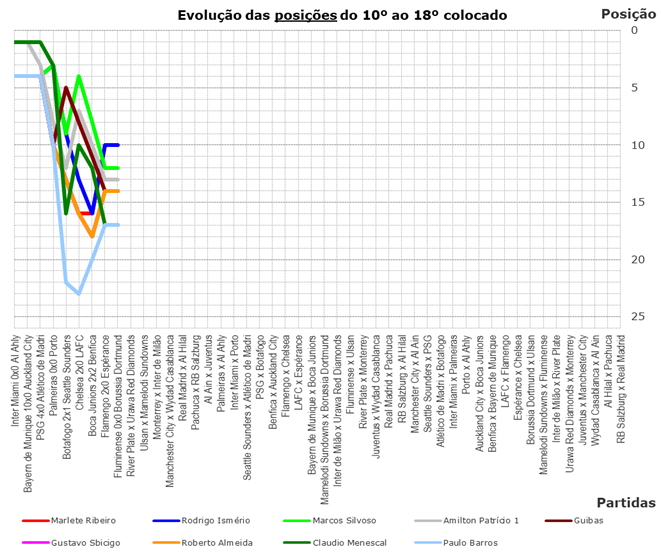 Evolução das posições do 10º ao 18º colocado
Posição
0
5
10
15
20
25
Inter Miami 0x0 Al Ahly
Bayern de Munique 10x0 Auckland City
PSG 4x0 Atlético de Madri
Palmeiras 0x0 Porto
Botafogo 2x1 Seattle Sounders
Chelsea 2x0 LAFC
Boca Juniors 2x2 Benfica
Flamengo 2x0 Espérance
Fluminense 0x0 Borussia Dortmund
River Plate x Urawa Red Diamonds
Ulsan x Mamelodi Sundowns
Monterrey x Inter de Milão
Manchester City x Wydad Casablanca
Real Madrid x Al Hilal
Pachuca x RB Salzburg
Al Ain x Juventus
Palmeiras x Al Ahly
Inter Miami x Porto
Seattle Sounders x Atlético de Madri
PSG x Botafogo
Benfica x Auckland City
Flamengo x Chelsea
LAFC x Espérance
Bayern de Munique x Boca Juniors
Mamelodi Sundowns x Borussia Dortmund
Inter de Milão x Urawa Red Diamonds
Fluminense x Ulsan
River Plate x Monterrey
Juventus x Wydad Casablanca
Real Madrid x Pachuca
RB Salzburg x Al Hilal
Manchester City x Al Ain
Seattle Sounders x PSG
Atlético de Madri x Botafogo
Inter Miami x Palmeiras
Porto x Al Ahly
Auckland City x Boca Juniors
Benfica x Bayern de Munique
LAFC x Flamengo
Espérance x Chelsea
Borussia Dortmund x Ulsan
Mamelodi Sundowns x Fluminense
Inter de Milão x River Plate
Urawa Red Diamonds x Monterrey
Juventus x Manchester City
Wydad Casablanca x Al Ain
Al Hilal x Pachuca
RB Salzburg x Real Madrid
Partidas
Marlete Ribeiro
Rodrigo Ismério
Marcos Silvoso
Amilton Patrício 1
Guibas
Gustavo Sbicigo
Roberto Almeida
Claudio Menescal
Paulo Barros